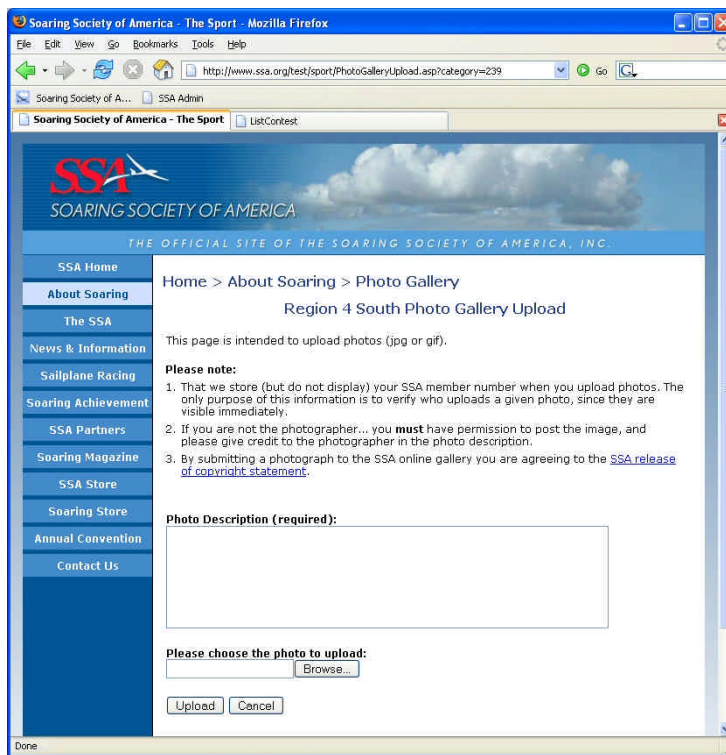 Soaring Society of America - The Sport - Mozilla Firefox
File Edit View Go Bookmarks Tools Help
http://www.ssa.org/test/sport/PhotoGalleryUpload.asp?category=239
Go
G
Soaring Society of A... SSA Admin
Soaring Society of America - The Sport ListContest
SSA
SOARING SOCIETY OF AMERICA
THE OFFICIAL SITE OF THE SOARING SOCIETY OF AMERICA, INC.
SSA Home
About Soaring
The SSA
News & Information
Sailplane Racing
Soaring Achievement
SSA Partners
Soaring Magazine
SSA Store
Soaring Store
Annual Convention
Contact Us
Home > About Soaring > Photo Gallery
Region 4 South Photo Gallery Upload
This page is intended to upload photos (jpg or gif).
Please note:
1. That we store (but do not display) your SSA member number when you upload photos. The
only purpose of this information is to verify who uploads a given photo, since they are
visible immediately.
2. If you are not the photographer... you must have permission to post the image, and
please give credit to the photographer in the photo description.
3. By submitting a photograph to the SSA online gallery you are agreeing to the SSA release
of copyright statement.
Photo Description (required):
Please choose the photo to upload:
Browse...
Upload Cancel
Done